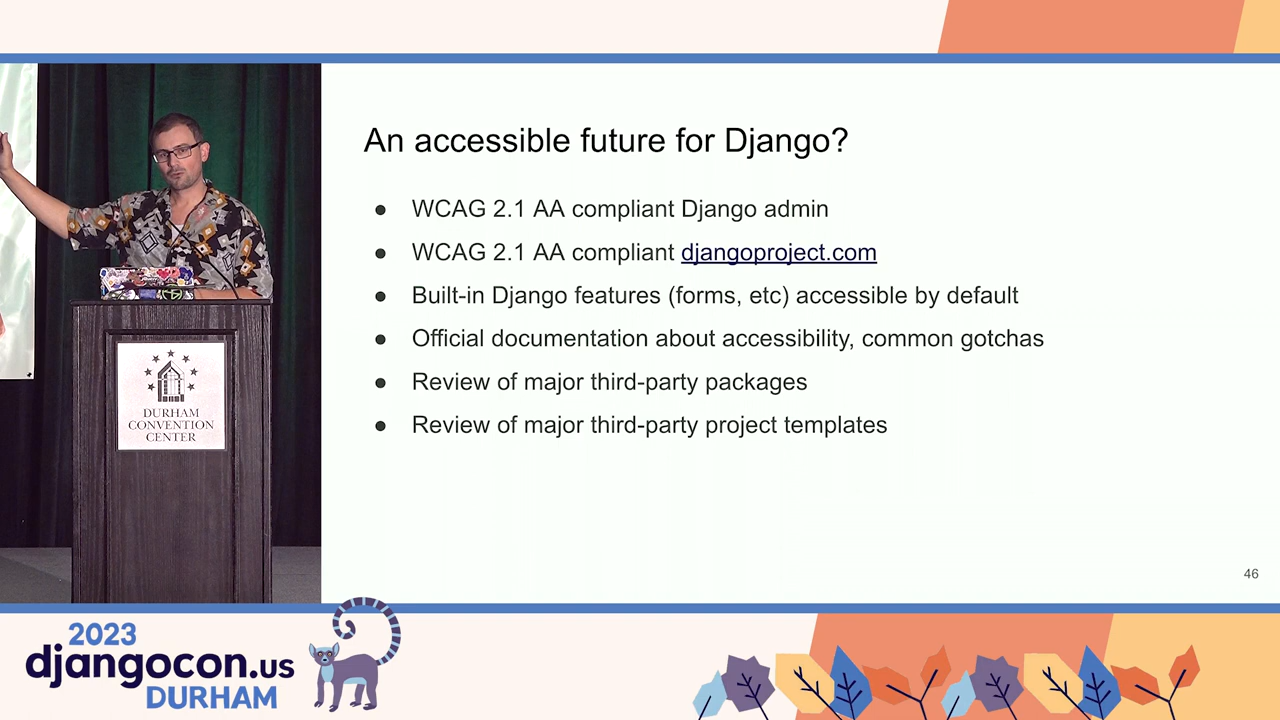 An accessible future for Django?
● WCAG 2.1 AA compliant Django admin
● WCAG 2.1 AA compliant djangoproject.com
● Built-in Django features (forms, etc) accessible by default
● Official documentation about accessibility, common gotchas
● Review of major third-party packages
● Review of major third-party project templates
46
DURHAM
CONVENTION
CENTER
2023
djangocon.us
DURHAM